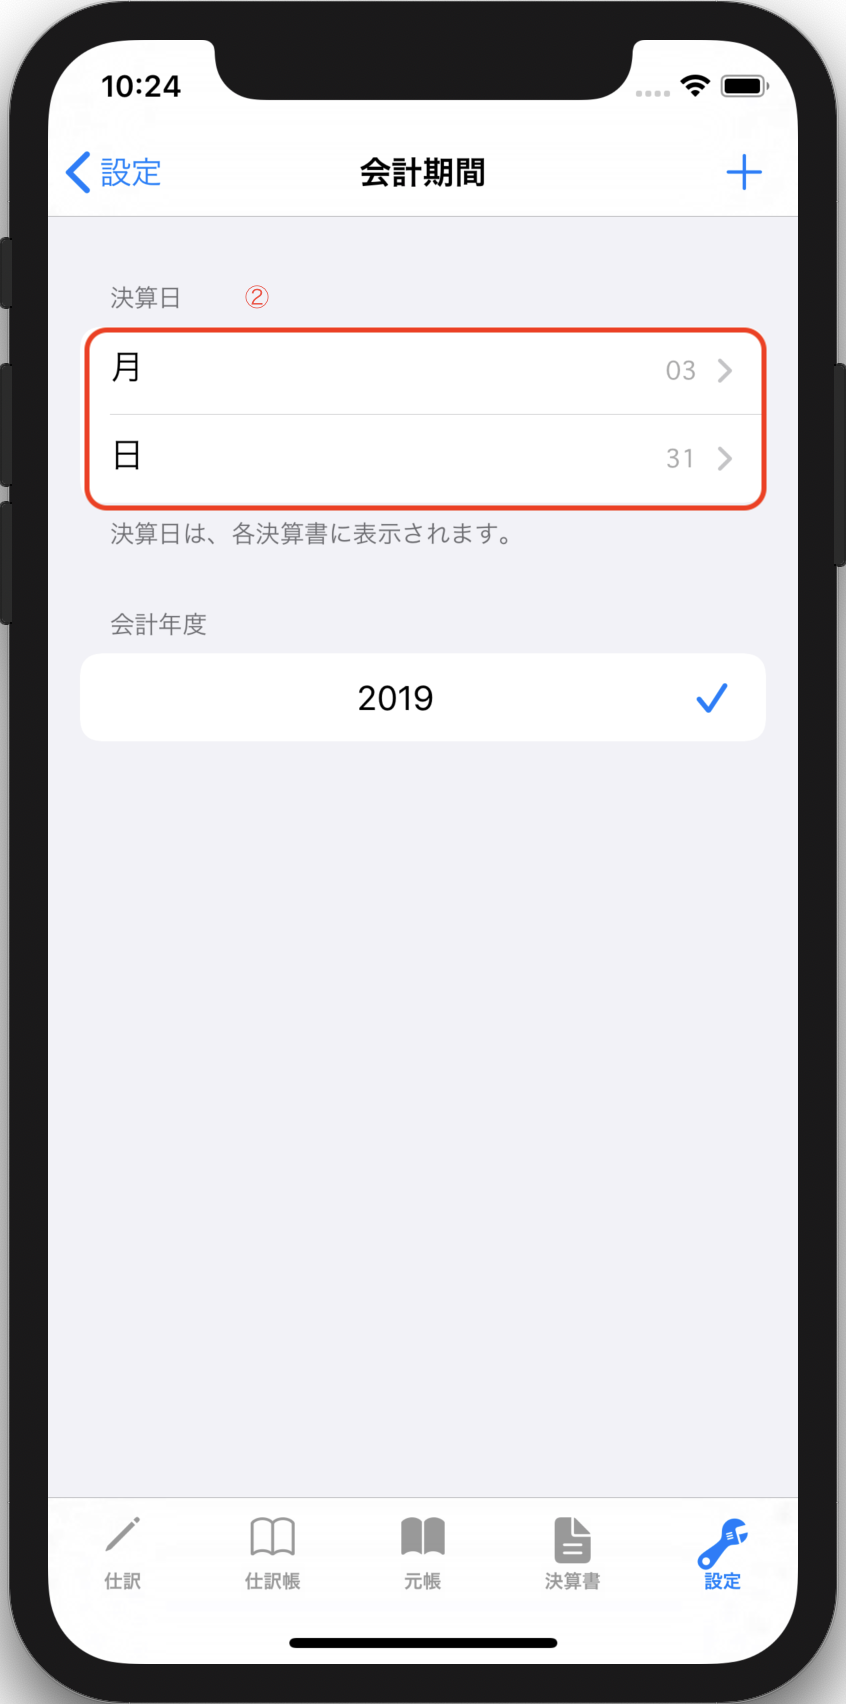 10:24
設定 会計期間
決算日 ②
月 03
日 31
決算日は、各決算書に表示されます。
会計年度
2019
仕訳 仕訳帳 元帳 決算書 設定